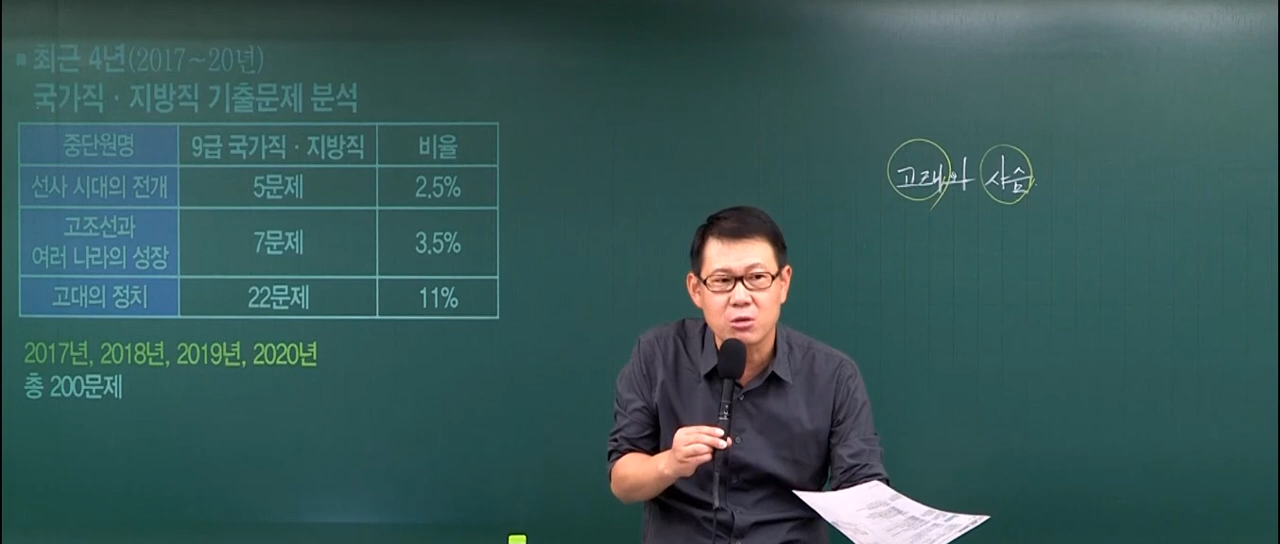 ■ 최근 4년(2017~20년)
국가직·지방직 기출문제 분석
중단원명 9급 국가직·지방직 비율
선사 시대의 전개 5문제 2.5%
고조선과
여러 나라의 성장 7문제 3.5%
고대의 정치 22문제 11%
2017년, 2018년, 2019년, 2020년
총 200문제
고래와 사슴